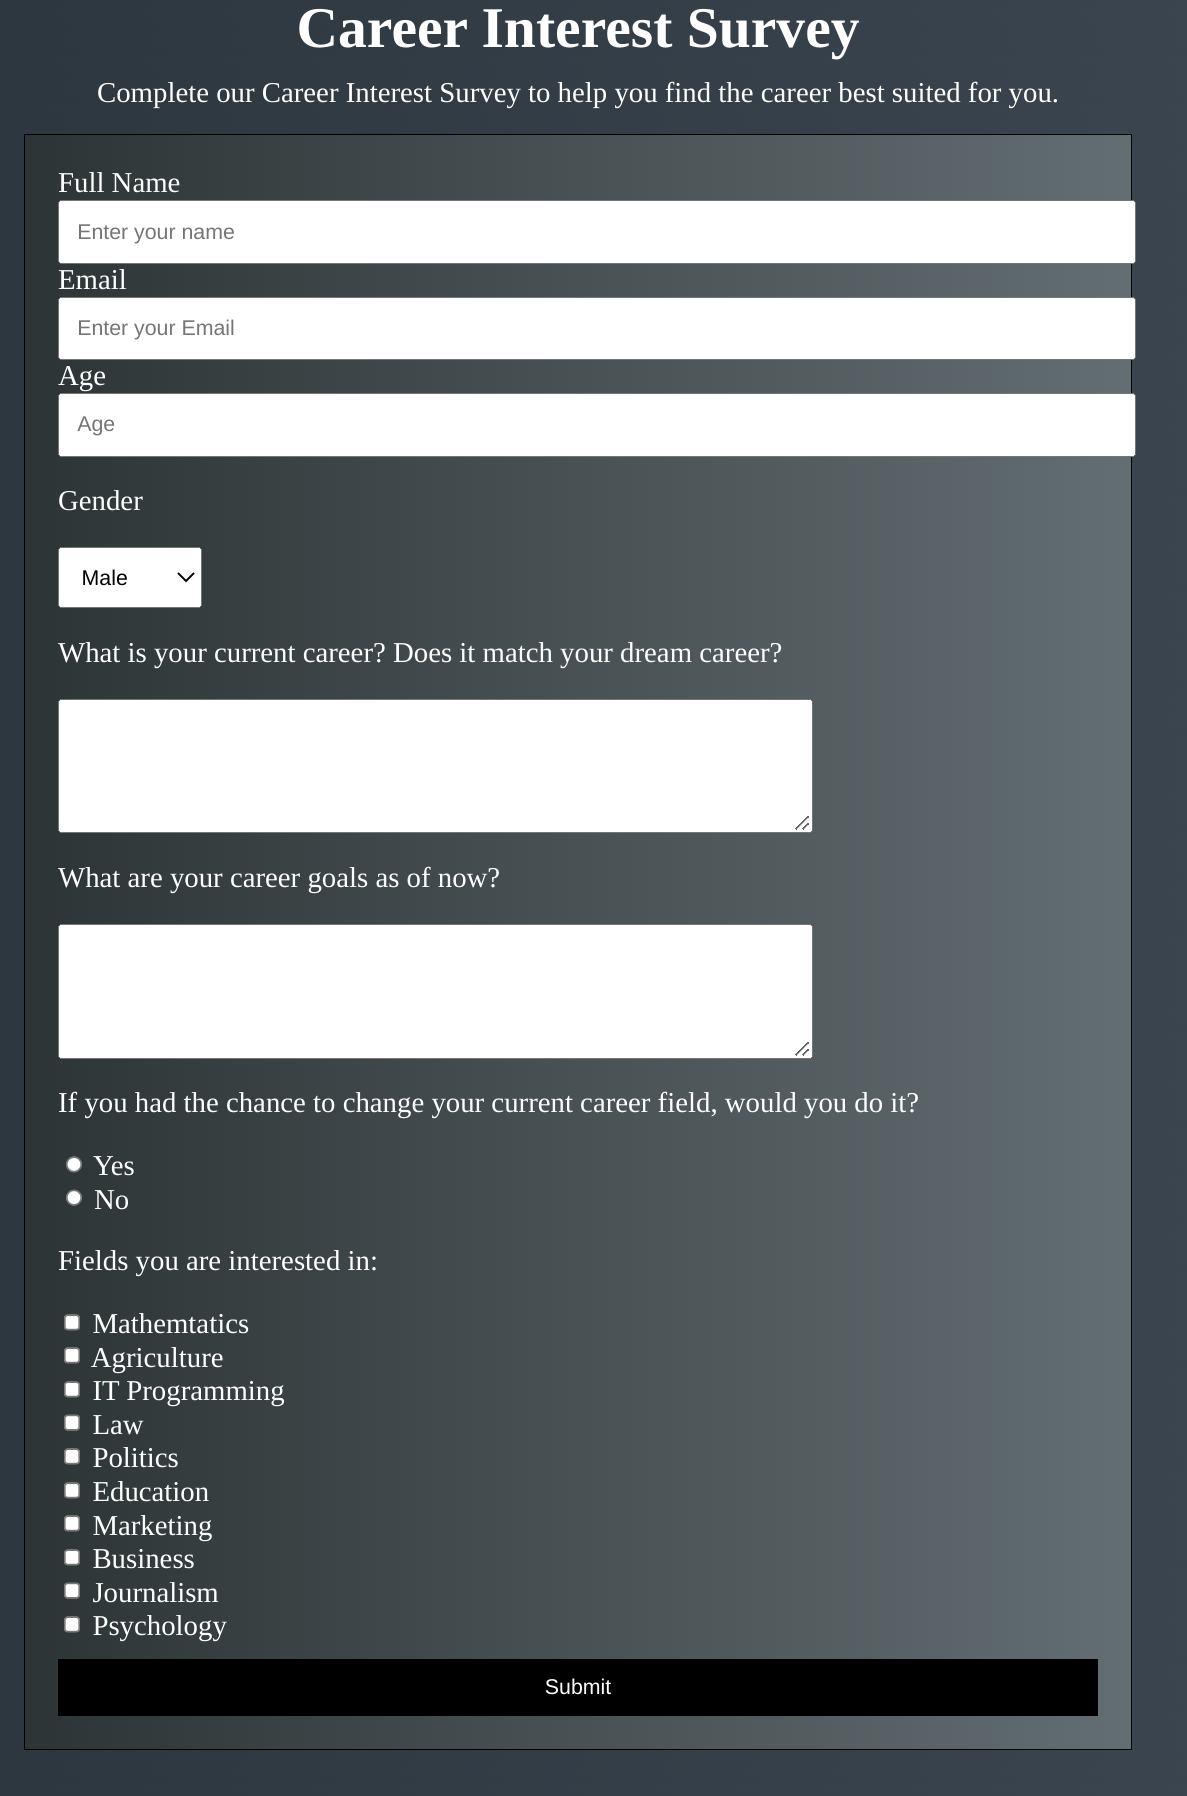 Career Interest Survey
Complete our Career Interest Survey to help you find the career best suited for you.
Full Name
Enter your name
Email
Enter your Email
Age
Age
Gender
Male
What is your current career? Does it match your dream career?
What are your career goals as of now?
If you had the chance to change your current career field, would you do it?
Yes
No
Fields you are interested in:
Mathemtatics
Agriculture
IT Programming
Law
Politics
Education
Marketing
Business
Journalism
Psychology
Submit